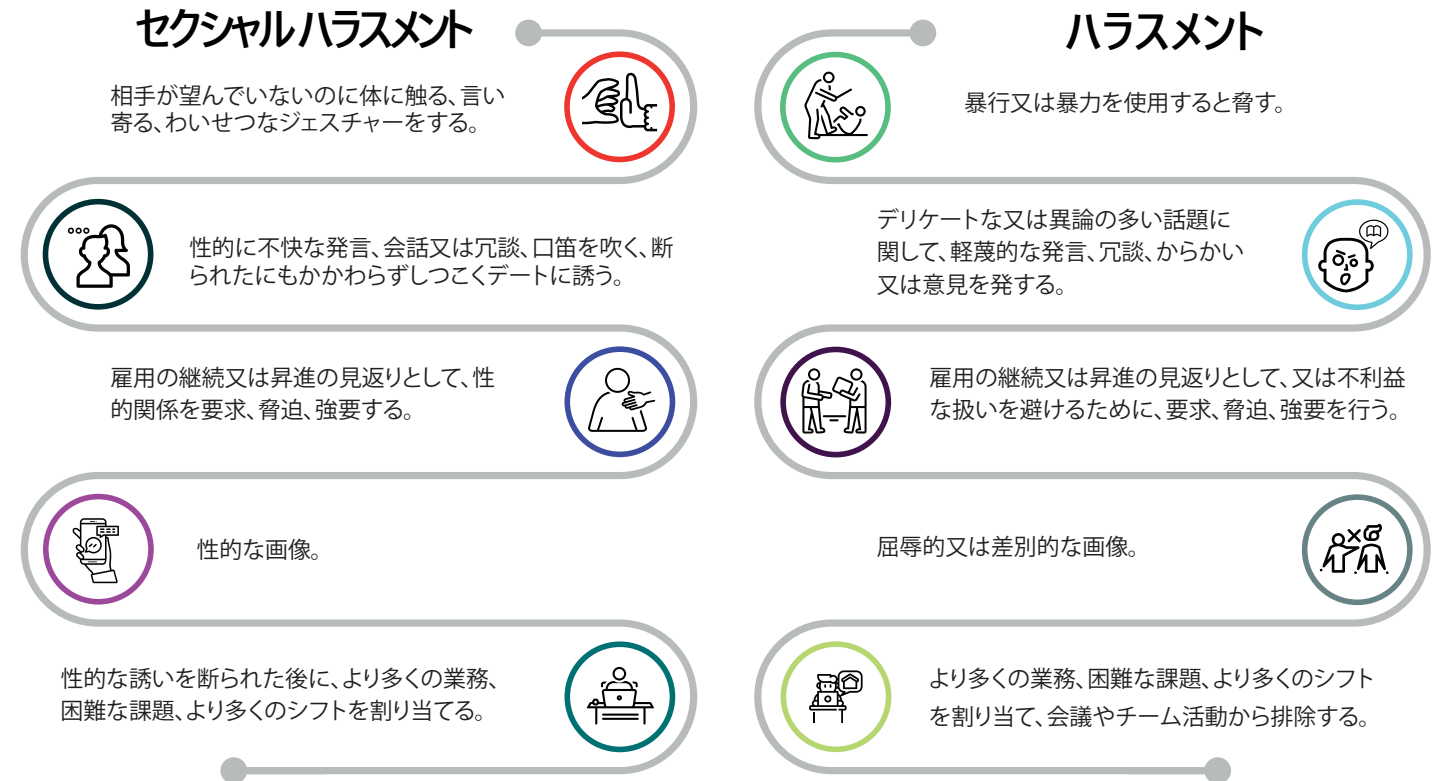 セクシャルハラスメント
相手が望んでいないのに体に触る、言い
寄る、わいせつなジェスチャーをする。
性的に不快な発言、会話又は冗談、口笛を吹く、断
られたにもかかわらずしつこくデートに誘う。
雇用の継続又は昇進の見返りとして、性
的関係を要求、脅迫、強要する。
性的な画像。
性的な誘いを断られた後に、より多くの業務、
困難な課題、より多くのシフトを割り当てる。
ハラスメント
暴行又は暴力を使用すると脅す。
デリケートな又は異論の多い話題に
関して、軽蔑的な発言、冗談、からかい
又は意見を発する。
雇用の継続又は昇進の見返りとして、又は不利益
な扱いを避けるために、要求、脅迫、強要を行う。
屈辱的又は差別的な画像。
より多くの業務、困難な課題、より多くのシフト
を割り当て、会議やチーム活動から排除する。